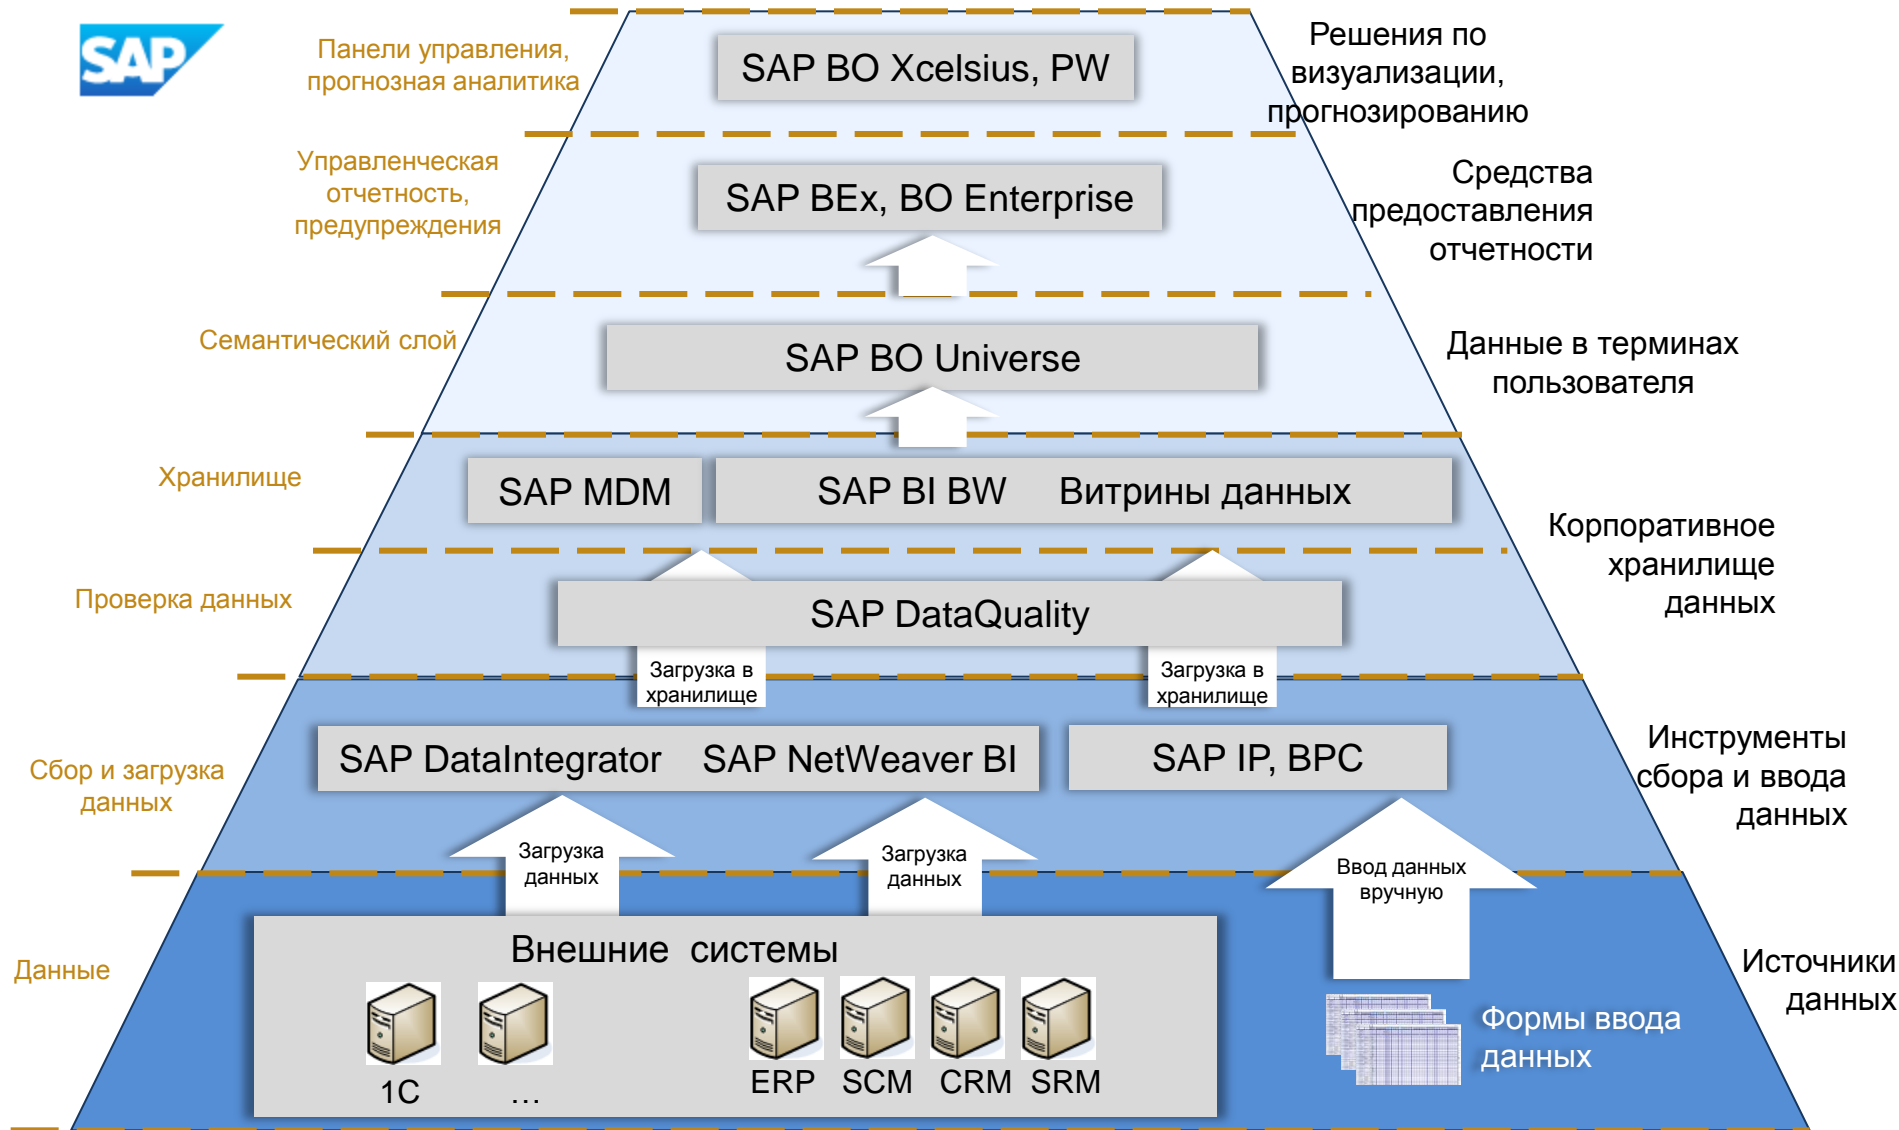 SAP
Панели управления,
прогнозная аналитика
SAP BO Xcelsius, PW
Решения по
визуализации,
прогнозированию
Управленческая
отчетность,
предупреждения
SAP BEx, BO Enterprise
Средства
предоставления
отчетности
Семантический слой
SAP BO Universe
Данные в терминах
пользователя
Хранилище
SAP MDM
SAP BI BW Витрины данных
Корпоративное
хранилище
данных
Проверка данных
SAP DataQuality
Загрузка в
хранилище
Загрузка в
хранилище
Сбор и загрузка
данных
SAP DataIntegrator SAP NetWeaver BI
SAP IP, BPC
Инструменты
сбора и ввода
данных
Загрузка
данных
Загрузка
данных
Ввод данных
вручную
Данные
Внешние системы
1C
...
ERP
SCM
CRM
SRM
Формы ввода
данных
Источники
данных